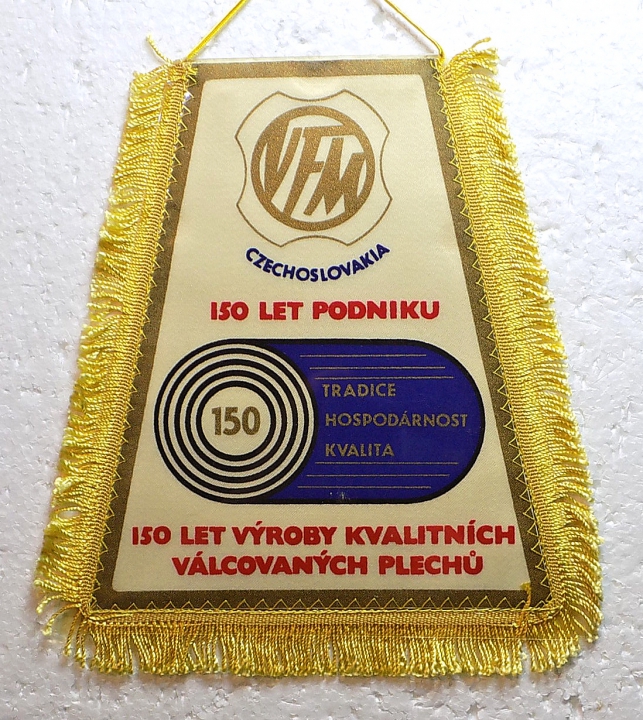 VFM
CZECHOSLOVAKIA
150 LET PODNIKU
150
TRADICE
HOSPODÁRNOST
KVALITA
150 LET VÝROBY KVALITNÍCH
VÁLCOVANÝCH PLECHŮ